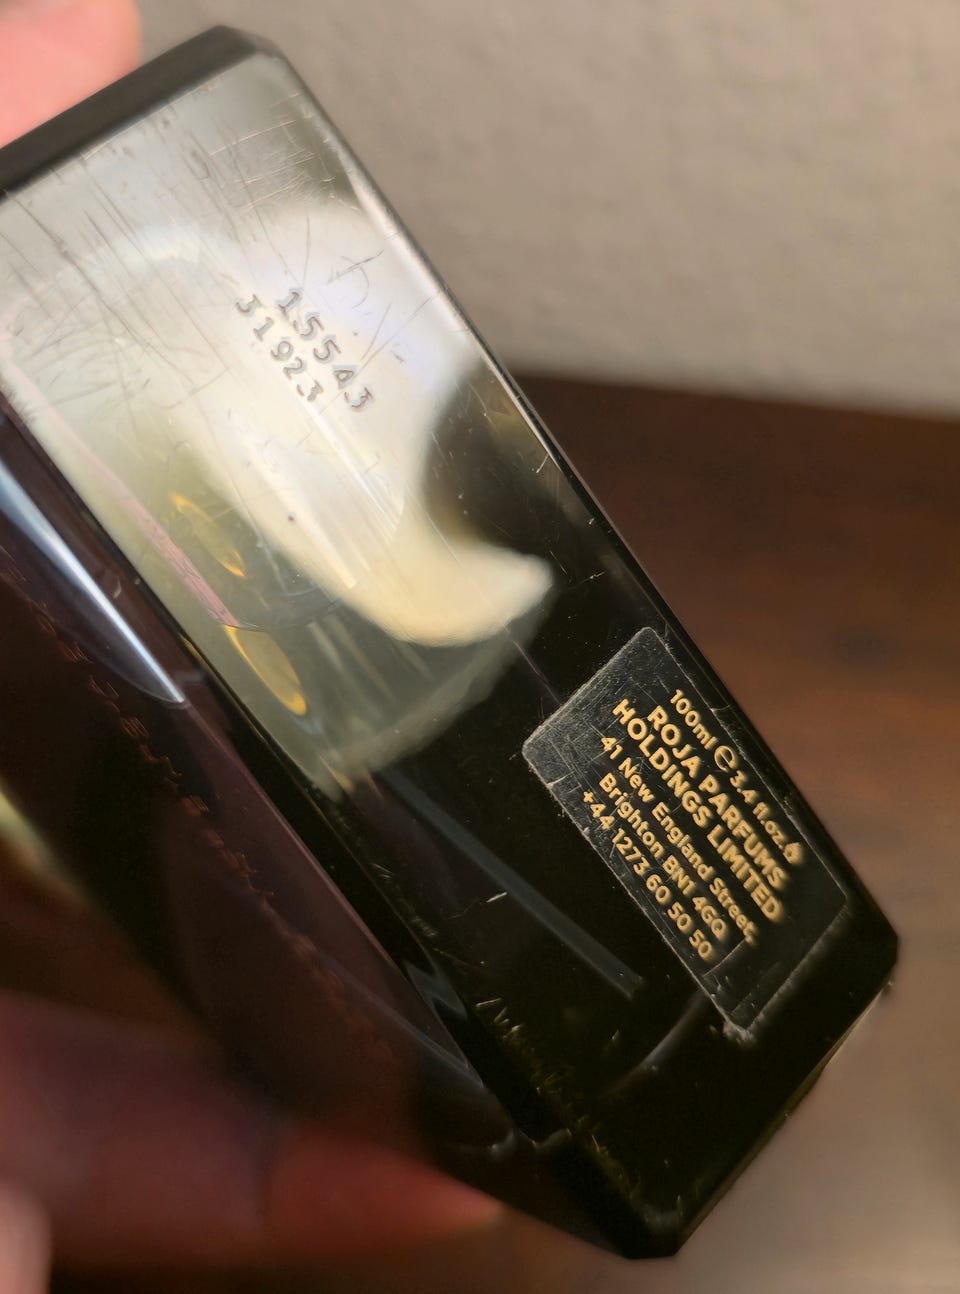 15543
31923
100ml ℮ 3.4 fl.oz.
ROJA PARFUMS
HOLDINGS LIMITED
41 New England Street,
Brighton BN1 4GQ
+44 1273 60 50 50